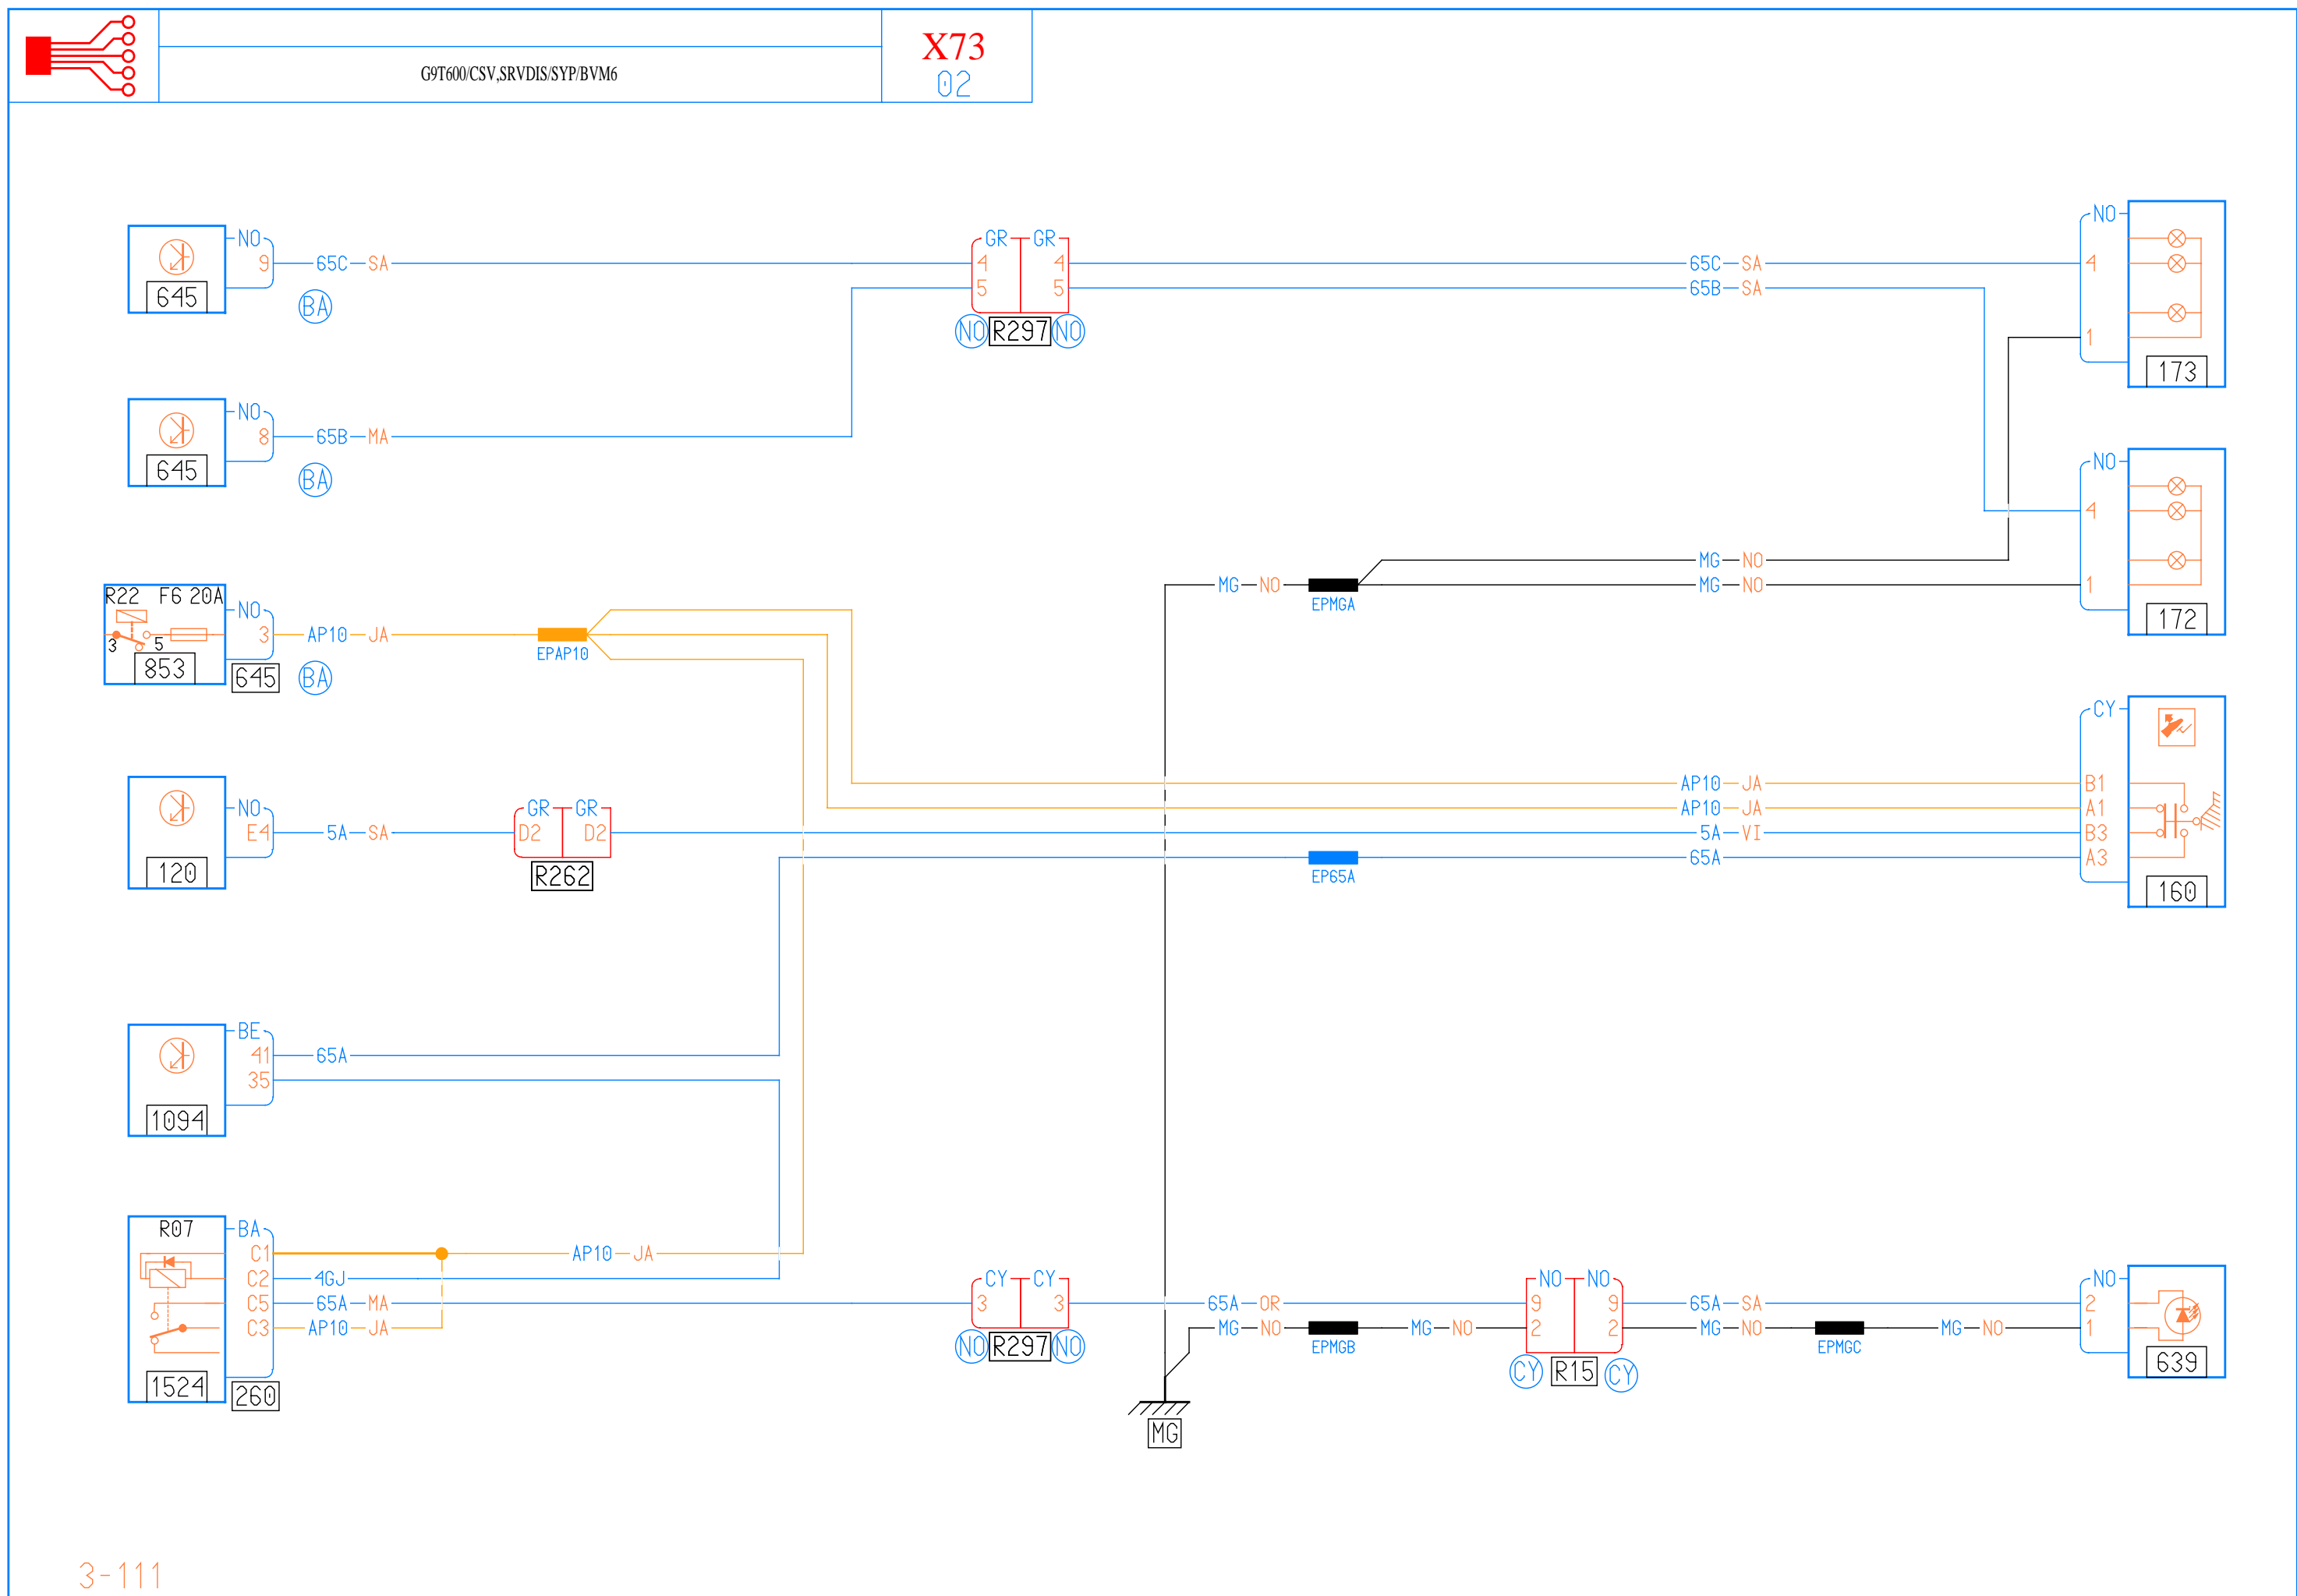 X73
G9T600/CSV,SRVDIS/SYP/BVM6
02
NO
NO
GR GR
9 65C SA
4 4
65C SA
4
5 5
65B SA
645
BA
NO R297 NO
1
173
NO
8 65B MA
645
BA
NO
4
MG NO
MG NO
EPMGA
MG NO
1
172
R22 F6 20A
NO
3 5
3 AP10 JA
EPAP10
853
645
BA
CY
AP10 JA
B1
NO
GR GR
AP10 JA
A1
E4 5A SA
D2 D2
5A VI
B3
65A
A3
120
R262
EP65A
160
BE
41 65A
35
1094
R07
BA
C1
AP10 JA
C2 4GJ
CY CY
NO NO
NO
C5 65A MA
3 3
65A OR
9 9
65A SA
2
C3 AP10 JA
MG NO
EPMGB
MG NO
2 2
MG NO
EPMGC
MG NO
1
NO R297 NO
CY R15 CY
639
1524
260
MG
3-111